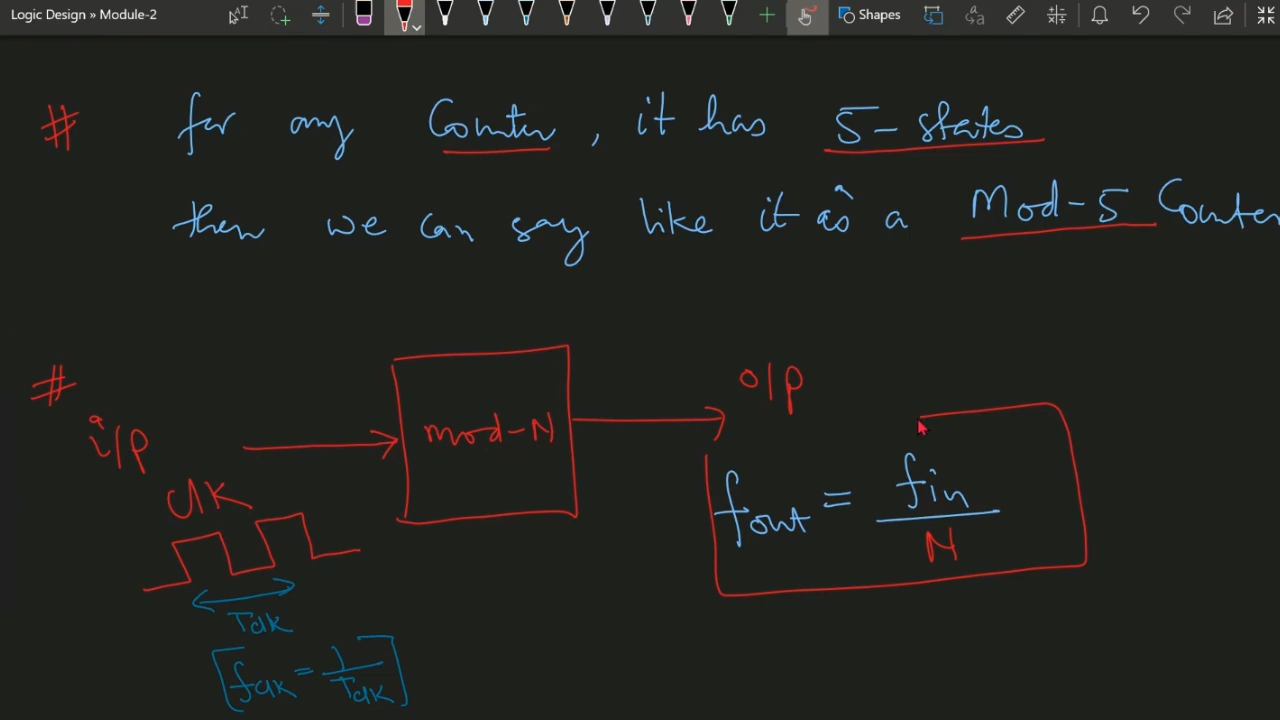 Logic Design » Module-2
Shapes
# for any Counter, it has 5-states
then we can say like it is a Mod-5 Counter
#
i/p
mod-N
o/p
clk
fout = fin / N
Tclk
[fclk = 1 / Tclk]